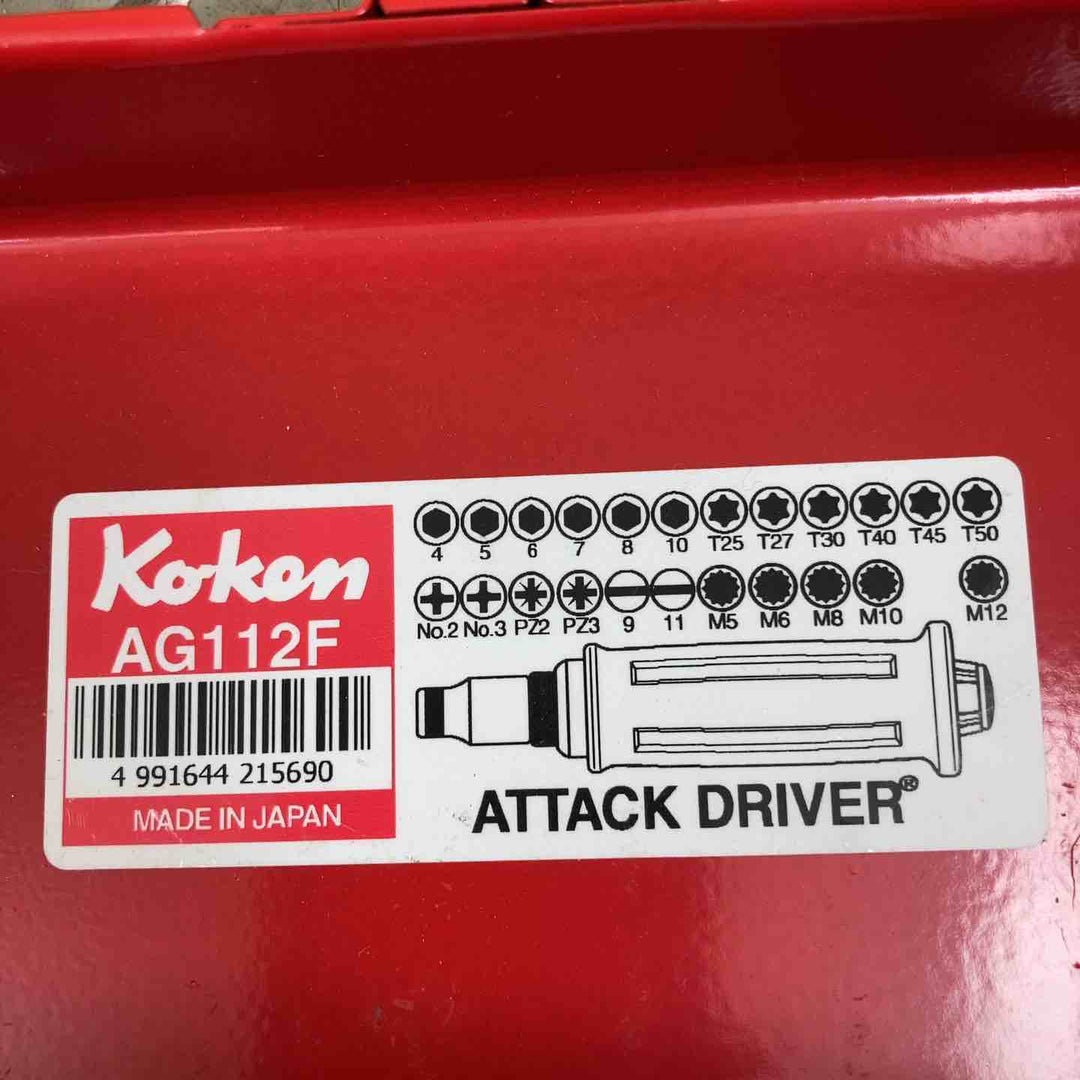 Ko-ken
AG112F
4 991644 215690
MADE IN JAPAN
4 5 6 7 8 10 T25 T27 T30 T40 T45 T50
No.2 No.3 PZ2 PZ3 9 11 M5 M6 M8 M10 M12
ATTACK DRIVER®